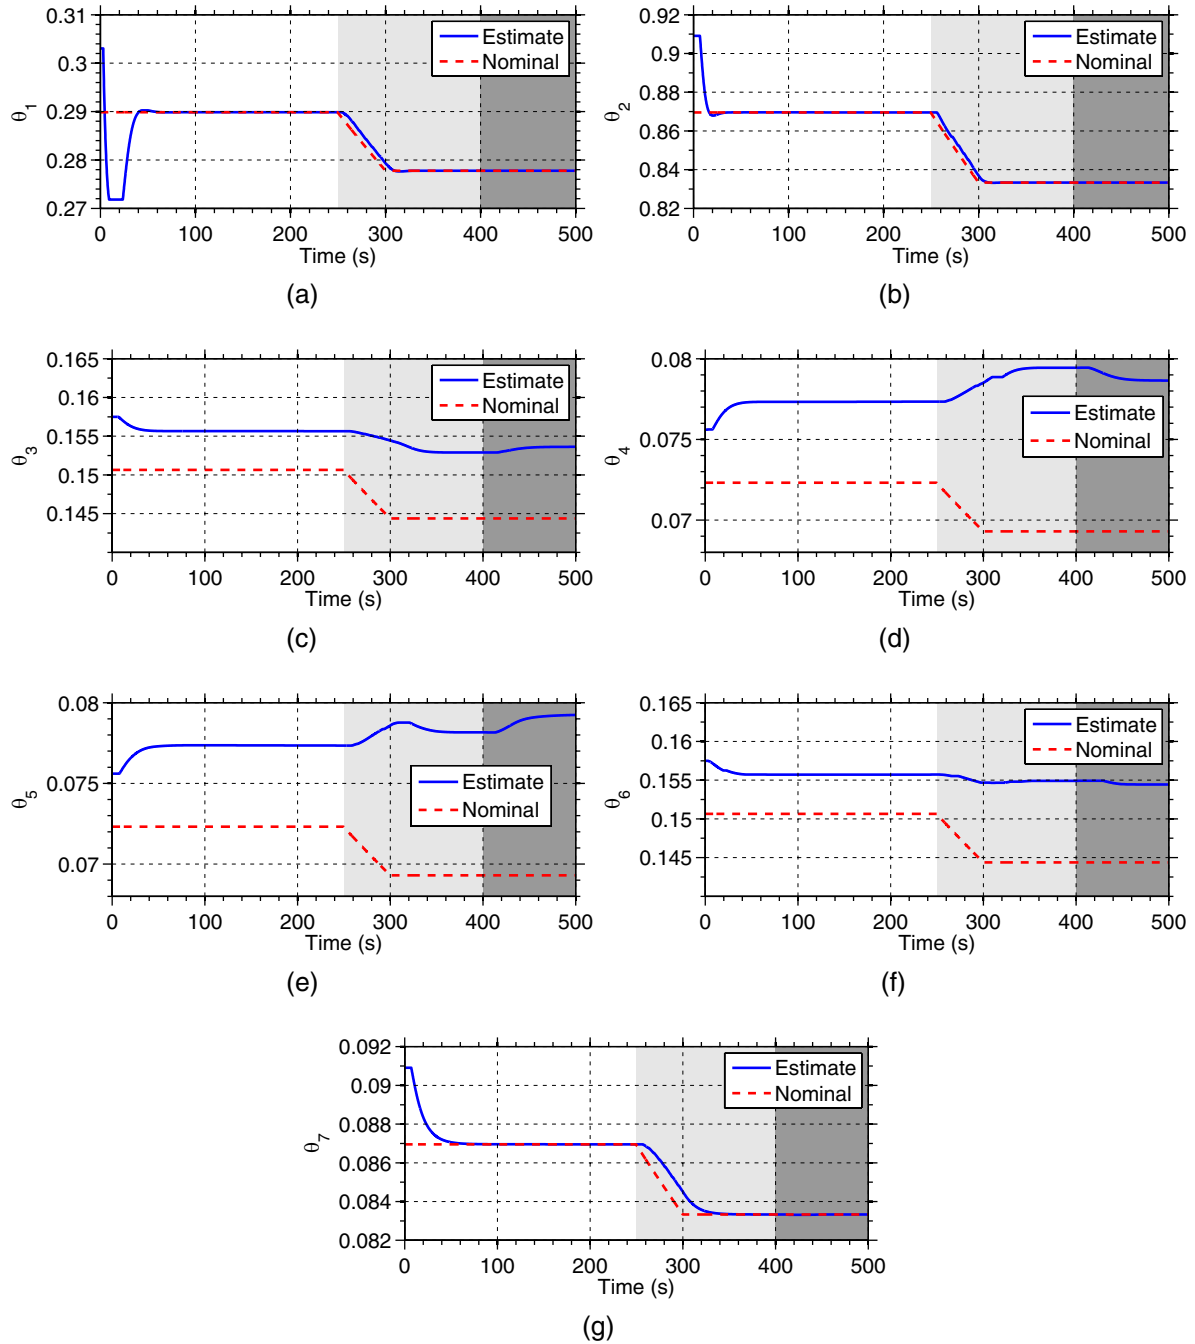 0.31
0.3
0.29
0.28
0.27
θ1
0 100 200 300 400 500
Time (s)
Estimate
Nominal
(a)
0.92
0.9
0.88
0.86
0.84
0.82
θ2
0 100 200 300 400 500
Time (s)
Estimate
Nominal
(b)
0.165
0.16
0.155
0.15
0.145
θ3
0 100 200 300 400 500
Time (s)
Estimate
Nominal
(c)
0.08
0.075
0.07
θ4
0 100 200 300 400 500
Time (s)
Estimate
Nominal
(d)
0.08
0.075
0.07
θ5
0 100 200 300 400 500
Time (s)
Estimate
Nominal
(e)
0.165
0.16
0.155
0.15
0.145
θ6
0 100 200 300 400 500
Time (s)
Estimate
Nominal
(f)
0.092
0.09
0.088
0.086
0.084
0.082
θ7
0 100 200 300 400 500
Time (s)
Estimate
Nominal
(g)